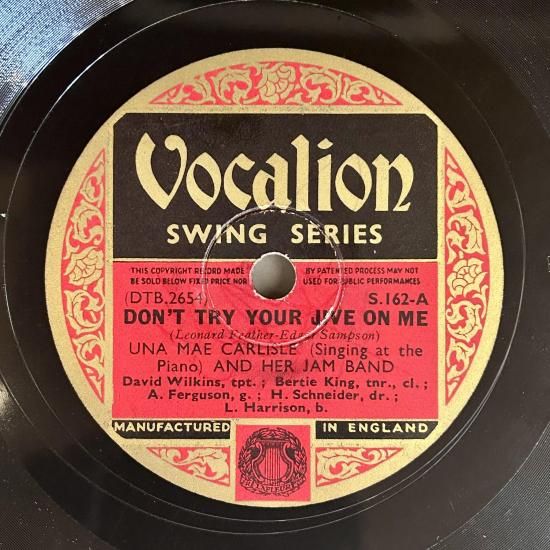 Vocalion
SWING SERIES
THIS COPYRIGHT RECORD MADE BY PATENTED PROCESS MAY NOT
BE SOLD BELOW FIXED PRICE NOR USED FOR PUBLIC PERFORMANCES
(DTB.2654) S.162-A
DON'T TRY YOUR JIVE ON ME
(Leonard Feather-Edgar Sampson)
UNA MAE CARLISLE (Singing at the
Piano) AND HER JAM BAND
David Wilkins, tpt.; Bertie King, tnr., cl.;
A. Ferguson, g.; H. Schneider, dr.;
L. Harrison, b.
MANUFACTURED IN ENGLAND